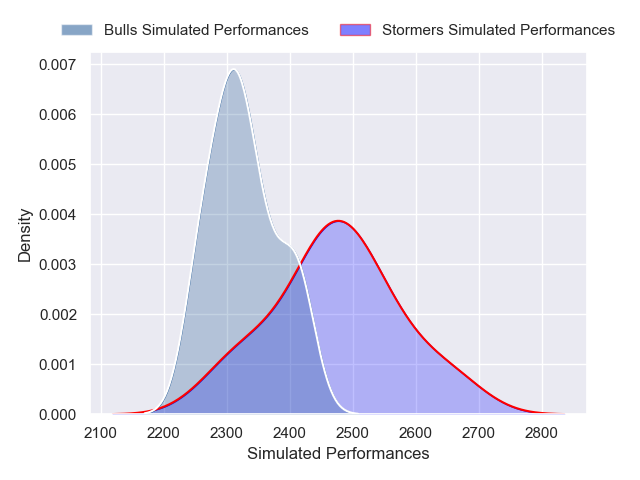 Bulls Simulated Performances Stormers Simulated Performances
0.007
0.006
0.005
0.004
0.003
0.002
0.001
0.000
Density
2100 2200 2300 2400 2500 2600 2700 2800
Simulated Performances